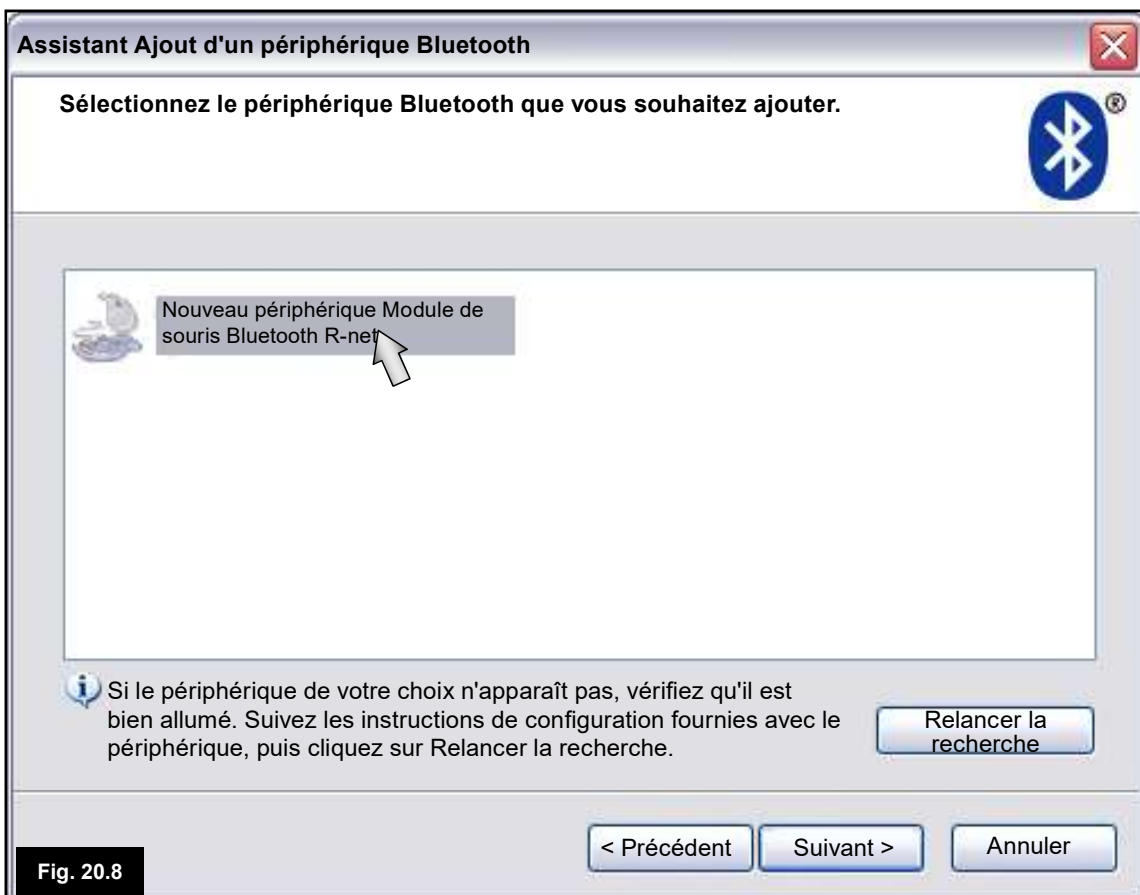 Assistant Ajout d'un périphérique Bluetooth
Sélectionnez le périphérique Bluetooth que vous souhaitez ajouter.
®
Nouveau périphérique Module de
souris Bluetooth R-net
Si le périphérique de votre choix n'apparaît pas, vérifiez qu'il est
bien allumé. Suivez les instructions de configuration fournies avec le
périphérique, puis cliquez sur Relancer la recherche.
Relancer la
recherche
< Précédent
Suivant >
Annuler
Fig. 20.8